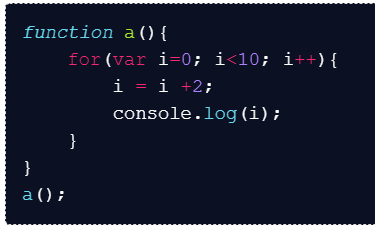 function a(){
    for(var i=0; i<10; i++){
        i = i +2;
        console.log(i);
    }
}
a();